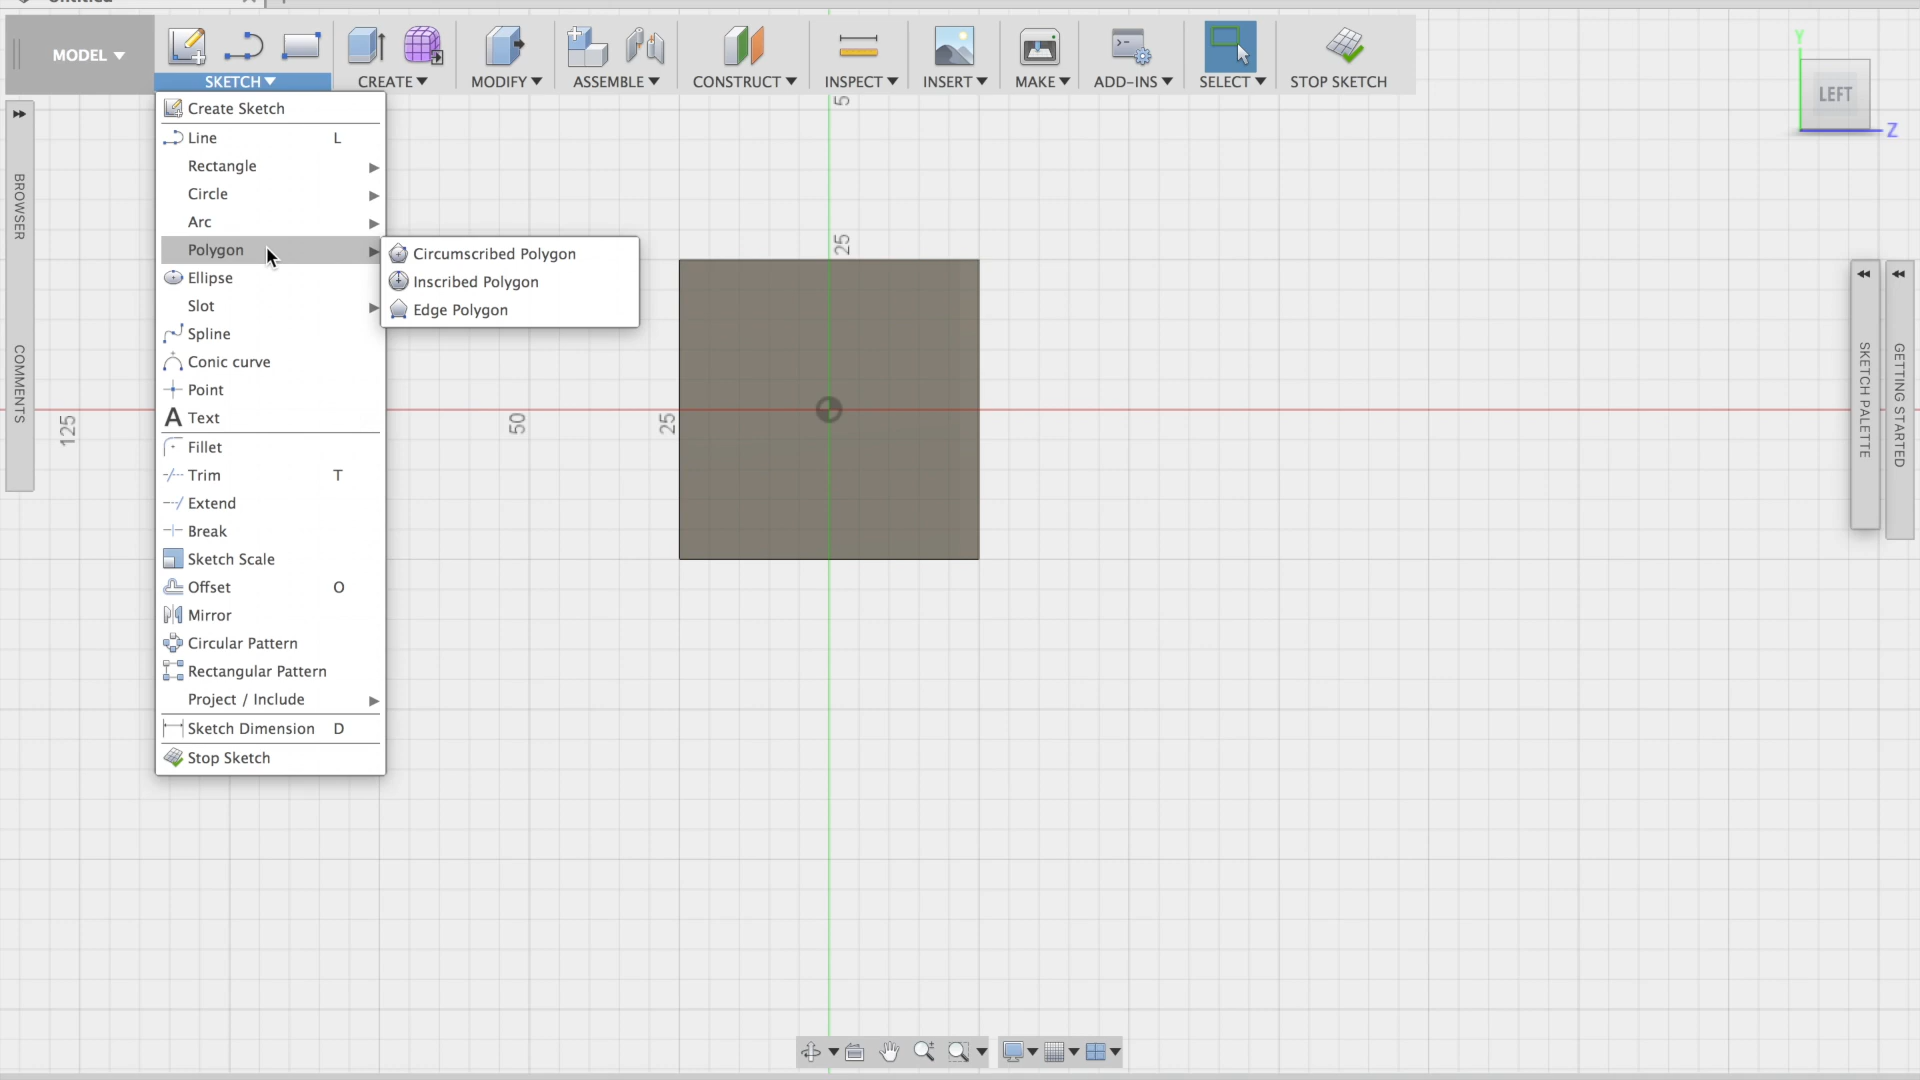 Untitled
MODEL
SKETCH
CREATE
MODIFY
ASSEMBLE
CONSTRUCT
INSPECT
INSERT
MAKE
ADD-INS
SELECT
STOP SKETCH
Y
LEFT
Z
Create Sketch
Line L
Rectangle
Circle
Arc
Polygon
Ellipse
Slot
Spline
Conic curve
Point
A Text
Fillet
Trim T
Extend
Break
Sketch Scale
Offset O
Mirror
Circular Pattern
Rectangular Pattern
Project / Include
Sketch Dimension D
Stop Sketch
Circumscribed Polygon
Inscribed Polygon
Edge Polygon
BROWSER
COMMENTS
125
50
25
25
5
SKETCH PALETTE
GETTING STARTED